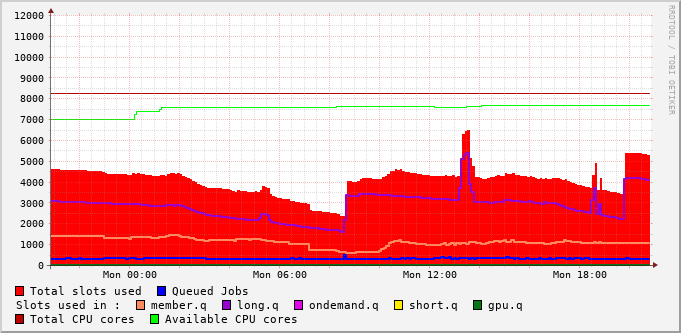 12000
11000
10000
9000
8000
7000
6000
5000
4000
3000
2000
1000
0
Mon 00:00 Mon 06:00 Mon 12:00 Mon 18:00
Total slots used Queued Jobs
Slots used in : member.q long.q ondemand.q short.q gpu.q
Total CPU cores Available CPU cores
RRDTOOL / TOBI OETIKER